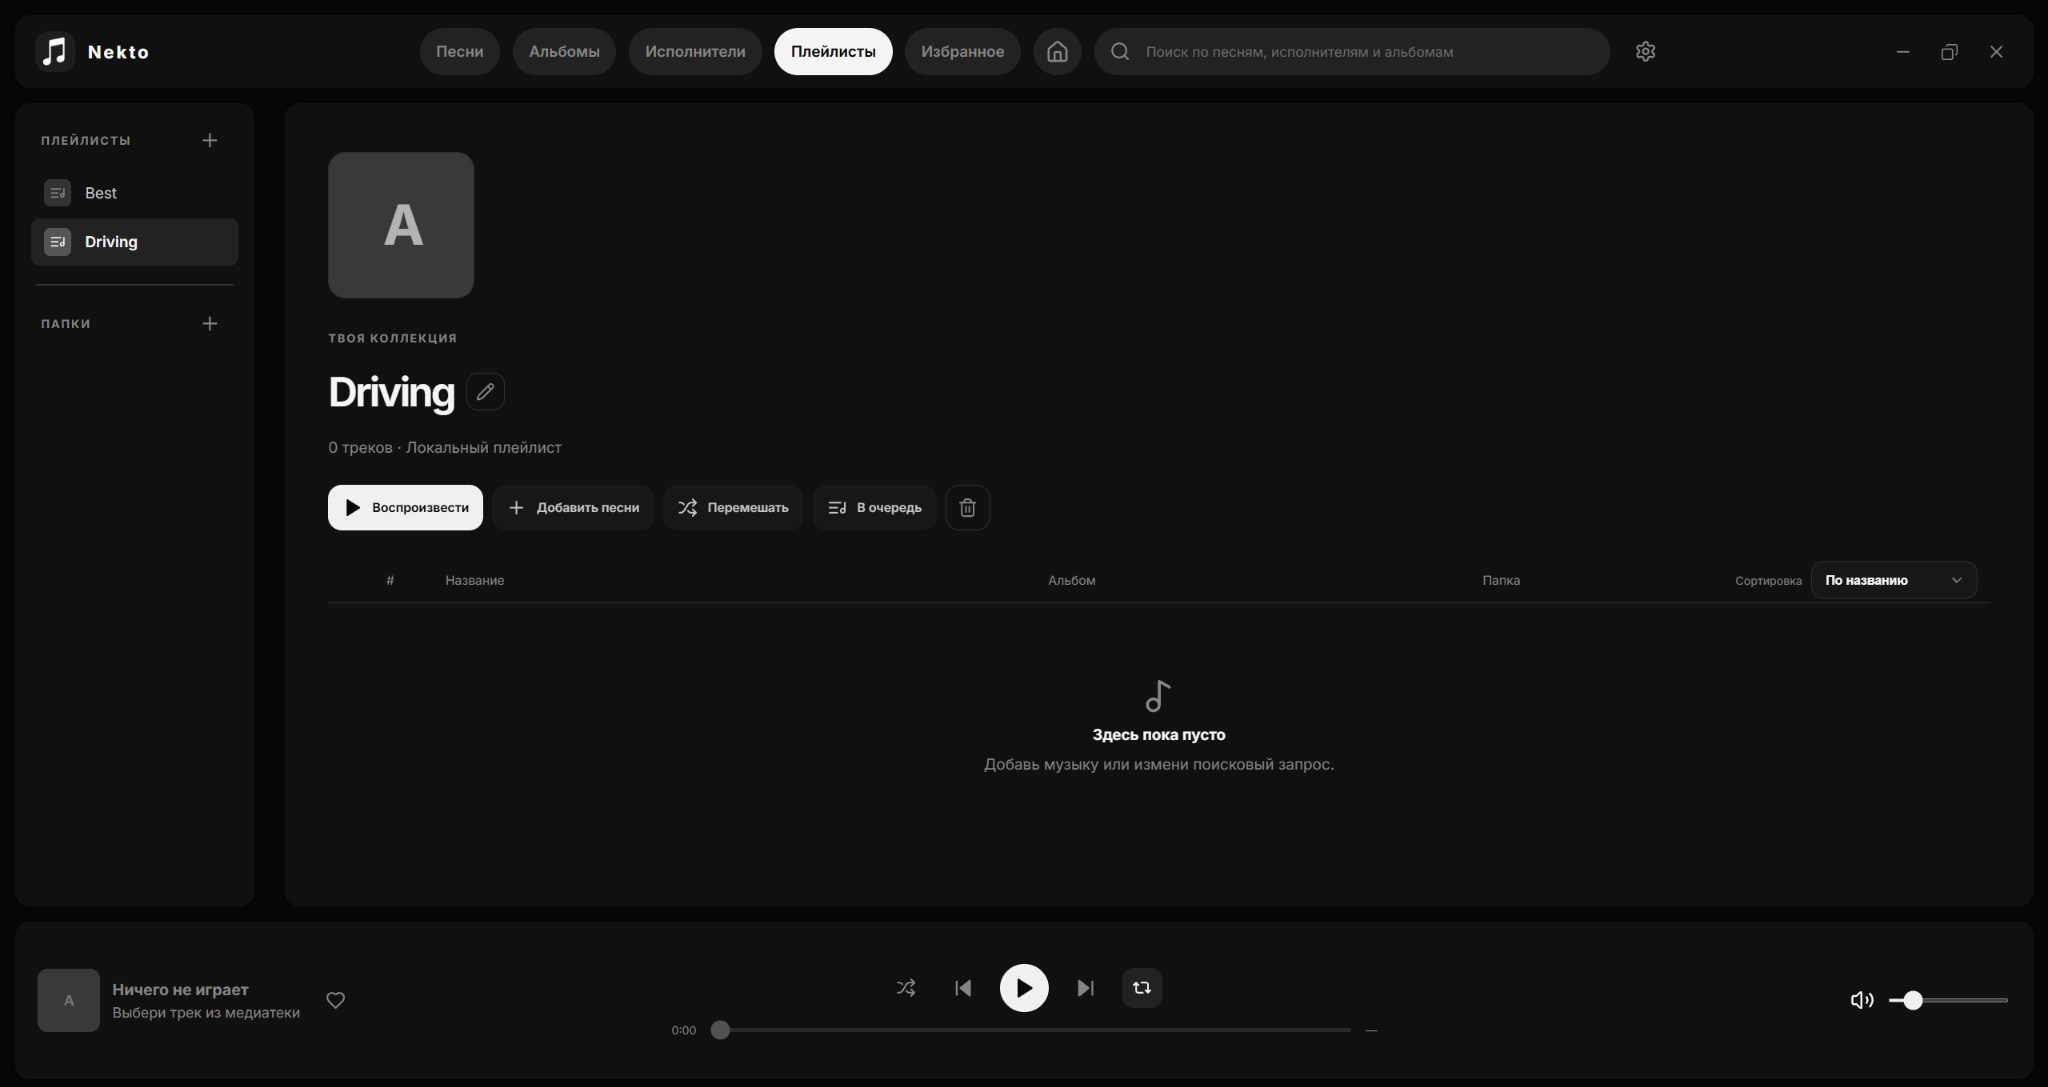 Nekto
Песни Альбомы Исполнители Плейлисты Избранное Поиск по песням, исполнителям и альбомам
ПЛЕЙЛИСТЫ
Best
Driving
ПАПКИ
A
ТВОЯ КОЛЛЕКЦИЯ
Driving
0 треков · Локальный плейлист
Воспроизвести Добавить песни Перемешать В очередь
# Название Альбом Папка Сортировка По названию
Здесь пока пусто
Добавь музыку или измени поисковый запрос.
A
Ничего не играет
Выбери трек из медиатеки
0:00 —